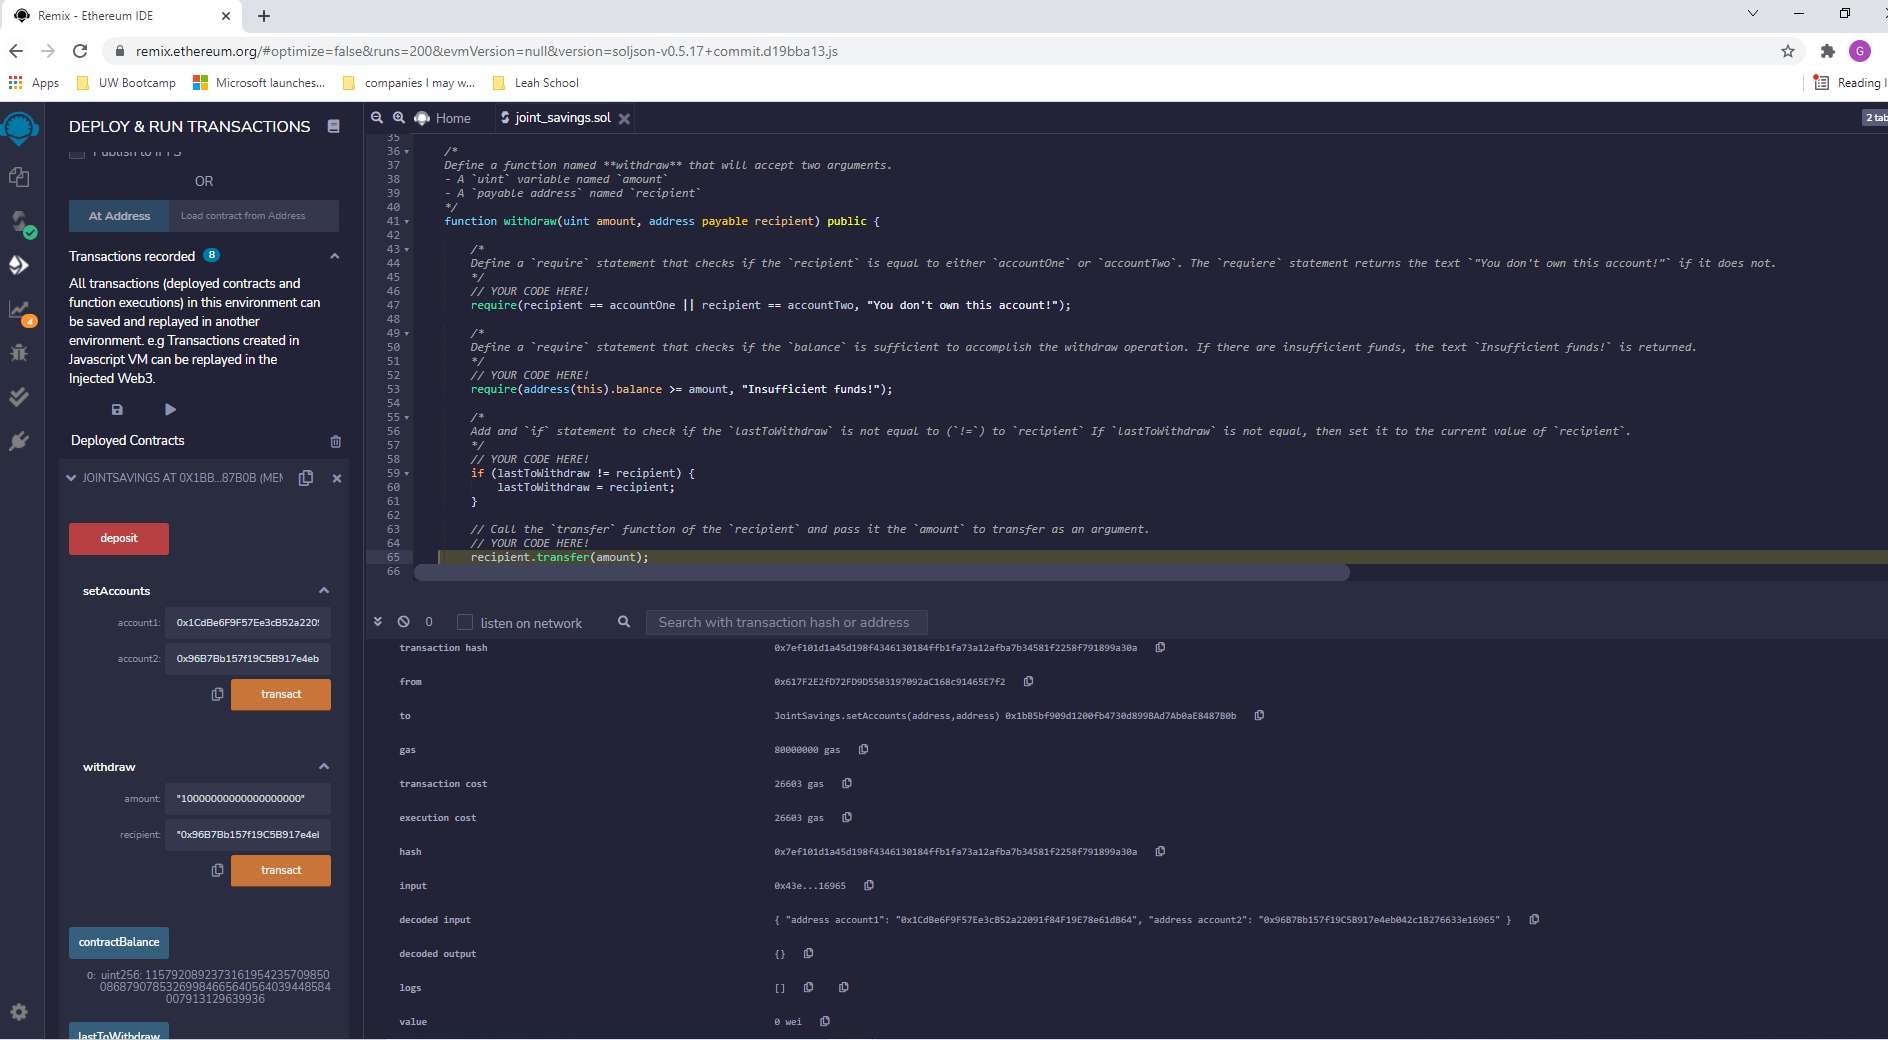 Remix - Ethereum IDE
remix.ethereum.org/#optimize=false&runs=200&evmVersion=null&version=soljson-v0.5.17+commit.d19bba13.js
G
Apps
UW Bootcamp
Microsoft launches...
companies I may w...
Leah School
Reading
DEPLOY & RUN TRANSACTIONS
OR
At Address
Load contract from Address
Transactions recorded 8
All transactions (deployed contracts and
function executions) in this environment can
be saved and replayed in another
environment. e.g Transactions created in
Javascript VM can be replayed in the
Injected Web3.
4
Deployed Contracts
JOINTSAVINGS AT 0X1BB...87B0B (MEM
deposit
setAccounts
account1: 0x1CdBe6F9F57Ee3cB52a2209
account2: 0x96B7Bb157f19C5B917e4eb
transact
withdraw
amount: "10000000000000000000"
recipient: "0x96B7Bb157f19C5B917e4el
transact
contractBalance
0: uint256: 1157920892373161954235709850
08687907853269984665640564039448584
007913129639936
lastToWithdraw
Home
joint_savings.sol
2 tab
35
36 /*
37 Define a function named **withdraw** that will accept two arguments.
38 - A `uint` variable named `amount`
39 - A `payable address` named `recipient`
40 */
41 function withdraw(uint amount, address payable recipient) public {
42
43 /*
44 Define a `require` statement that checks if the `recipient` is equal to either `accountOne` or `accountTwo`. The `requiere` statement returns the text `"You don't own this account!"` if it does not.
45 */
46 // YOUR CODE HERE!
47 require(recipient == accountOne || recipient == accountTwo, "You don't own this account!");
48
49 /*
50 Define a `require` statement that checks if the `balance` is sufficient to accomplish the withdraw operation. If there are insufficient funds, the text `Insufficient funds!` is returned.
51 */
52 // YOUR CODE HERE!
53 require(address(this).balance >= amount, "Insufficient funds!");
54
55 /*
56 Add and `if` statement to check if the `lastToWithdraw` is not equal to (`!=`) to `recipient` If `lastToWithdraw` is not equal, then set it to the current value of `recipient`.
57 */
58 // YOUR CODE HERE!
59 if (lastToWithdraw != recipient) {
60 lastToWithdraw = recipient;
61 }
62
63 // Call the `transfer` function of the `recipient` and pass it the `amount` to transfer as an argument.
64 // YOUR CODE HERE!
65 recipient.transfer(amount);
66
0
listen on network
Search with transaction hash or address
transaction hash 0x7ef101d1a45d198f4346130184ffb1fa73a12afba7b34581f2258f791899a30a
from 0x617F2E2fD72FD9D5503197092aC168c91465E7f2
to JointSavings.setAccounts(address,address) 0x1bB5bf909d1200fb4730d899BAd7Ab0aE8487B0b
gas 80000000 gas
transaction cost 26603 gas
execution cost 26603 gas
hash 0x7ef101d1a45d198f4346130184ffb1fa73a12afba7b34581f2258f791899a30a
input 0x43e...16965
decoded input { "address account1": "0x1CdBe6F9F57Ee3cB52a22091f84F19E78e61dB64", "address account2": "0x96B7Bb157f19C5B917e4eb042c1B276633e16965" }
decoded output {}
logs []
value 0 wei